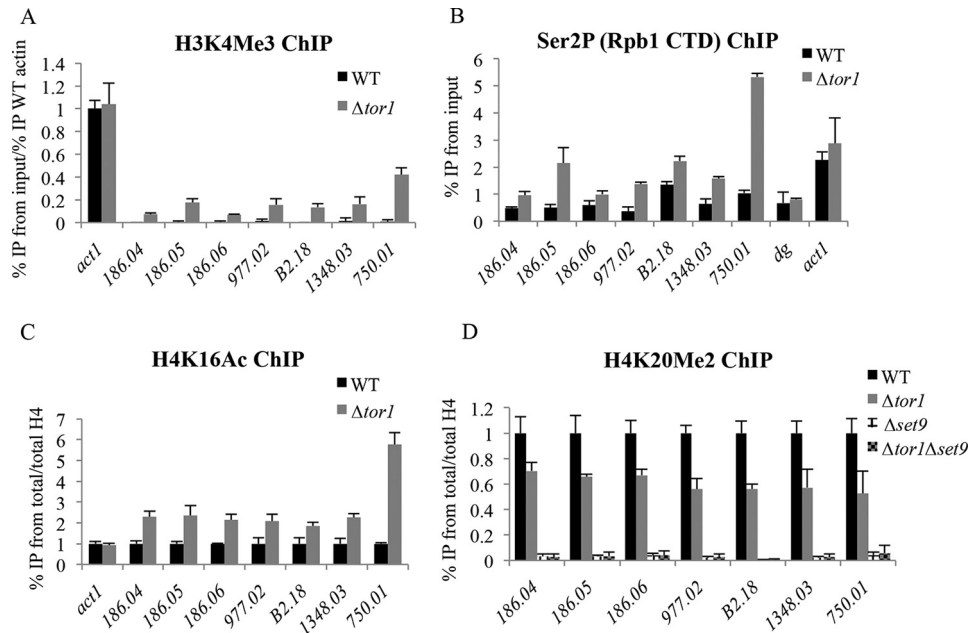 A
H3K4Me3 ChIP
% IP from input/% IP WT actin
1.4
1.2
1
0.8
0.6
0.4
0.2
0
WT
Δtor1
act1
186.04
186.05
186.06
977.02
B2.18
1348.03
750.01
B
Ser2P (Rpb1 CTD) ChIP
% IP from input
6
5
4
3
2
1
0
WT
Δtor1
186.04
186.05
186.06
977.02
B2.18
1348.03
750.01
dg
act1
C
H4K16Ac ChIP
% IP from total/total H4
7
6
5
4
3
2
1
0
WT
Δtor1
act1
186.04
186.05
186.06
977.02
B2.18
1348.03
750.01
D
H4K20Me2 ChIP
% IP from total/total H4
1.2
1
0.8
0.6
0.4
0.2
0
WT
Δtor1
Δset9
Δtor1Δset9
186.04
186.05
186.06
977.02
B2.18
1348.03
750.01